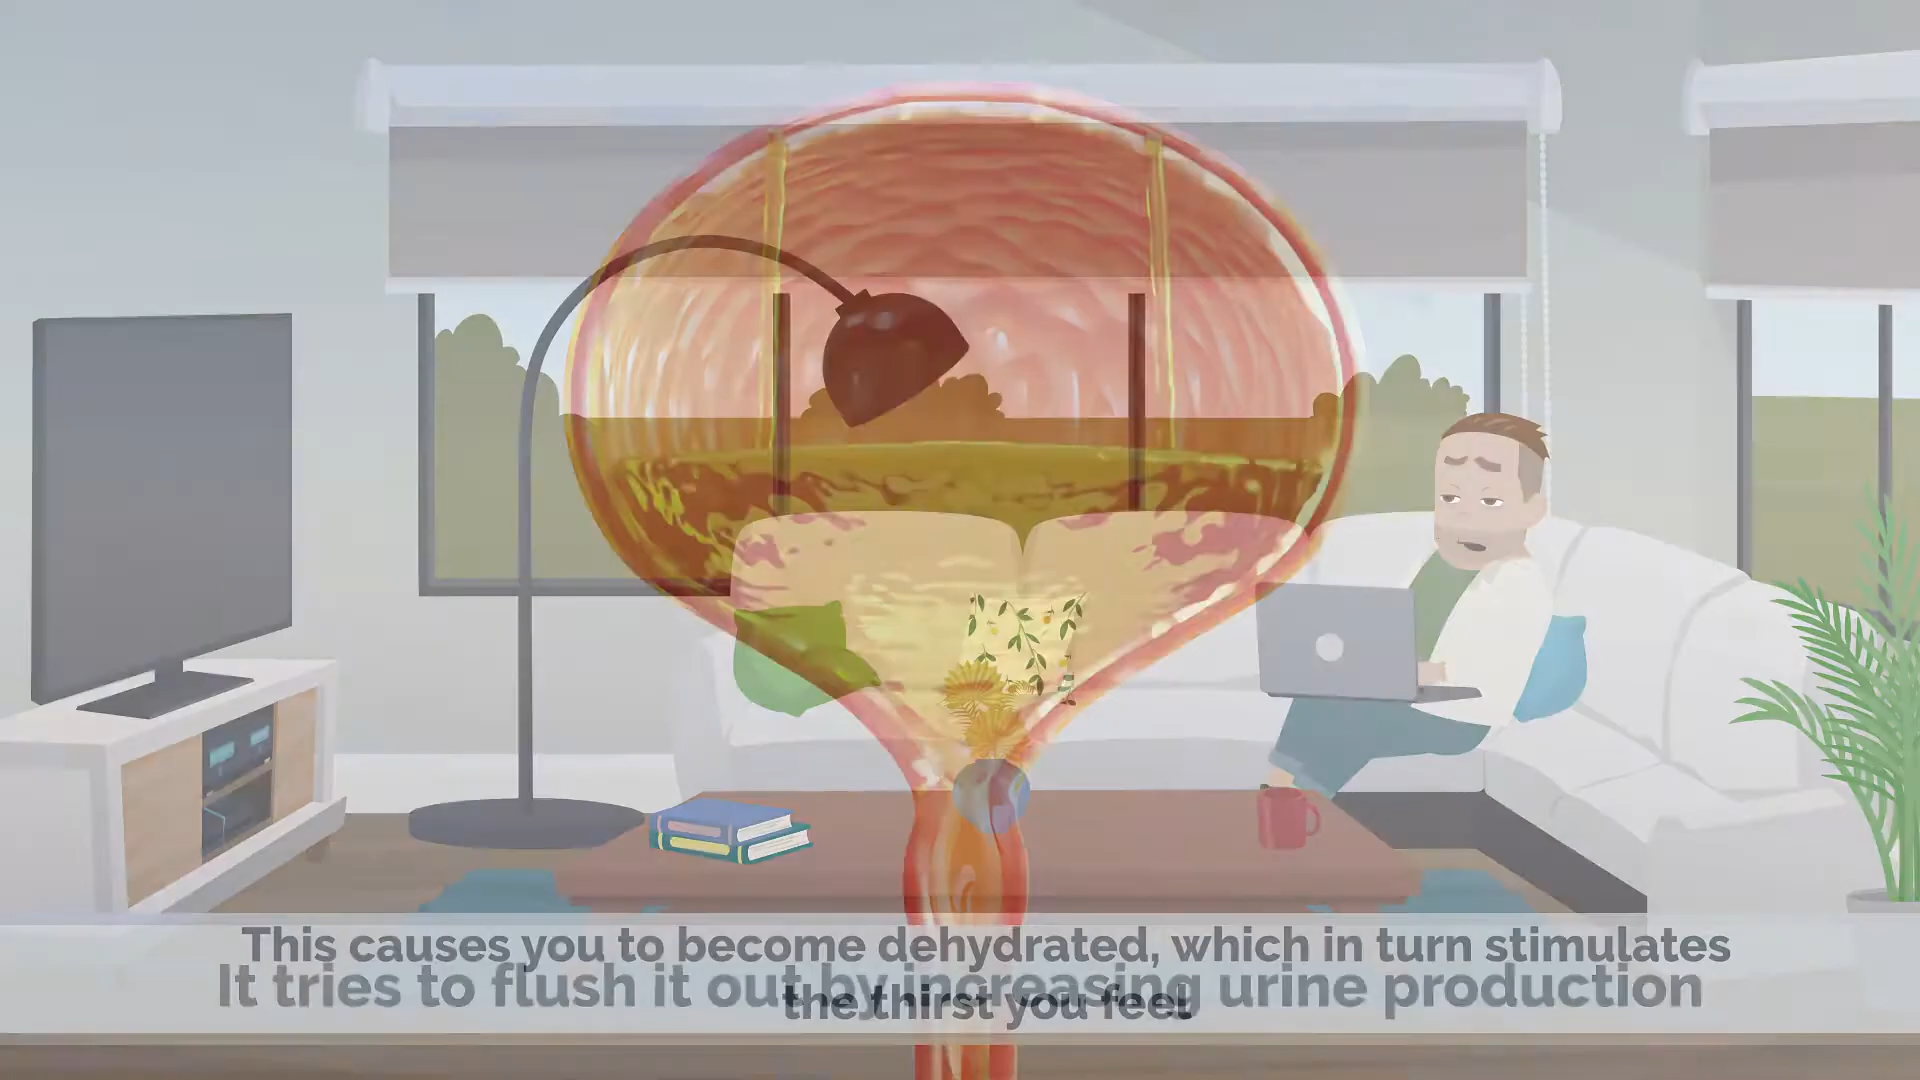 This causes you to become dehydrated, which in turn stimulates
the thirst you feel
It tries to flush it out by increasing urine production